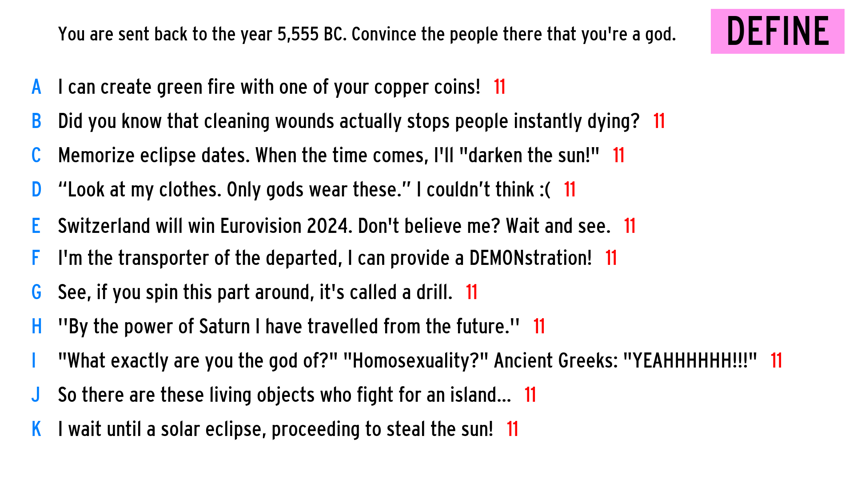 You are sent back to the year 5,555 BC. Convince the people there that you're a god.
DEFINE
A I can create green fire with one of your copper coins! 11
B Did you know that cleaning wounds actually stops people instantly dying? 11
C Memorize eclipse dates. When the time comes, I'll "darken the sun!" 11
D “Look at my clothes. Only gods wear these.” I couldn’t think :( 11
E Switzerland will win Eurovision 2024. Don't believe me? Wait and see. 11
F I'm the transporter of the departed, I can provide a DEMONstration! 11
G See, if you spin this part around, it's called a drill. 11
H ''By the power of Saturn I have travelled from the future.'' 11
I "What exactly are you the god of?" "Homosexuality?" Ancient Greeks: "YEAHHHHHH!!!" 11
J So there are these living objects who fight for an island... 11
K I wait until a solar eclipse, proceeding to steal the sun! 11